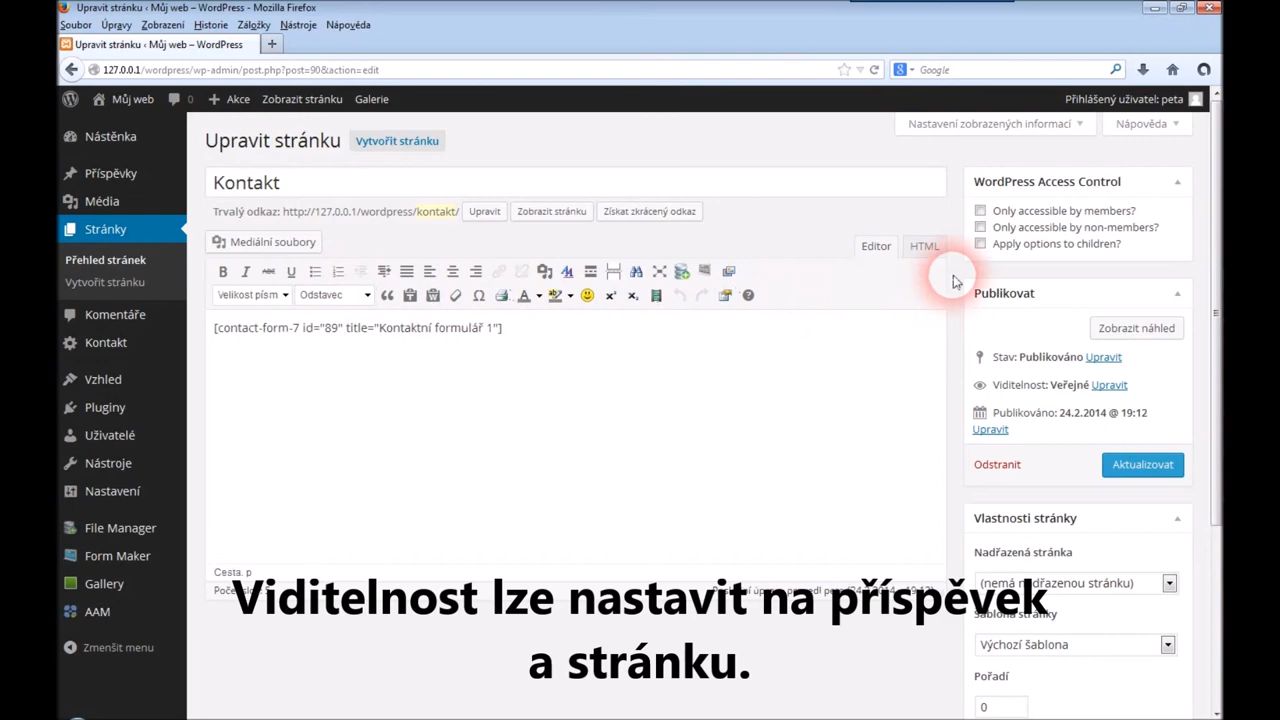 Upravit stránku ‹ Můj web – WordPress - Mozilla Firefox
Soubor Úpravy Zobrazení Historie Záložky Nástroje Nápověda
Upravit stránku ‹ Můj web – WordPress
127.0.0.1/wordpress/wp-admin/post.php?post=90&action=edit
Google
Můj web 0 Akce Zobrazit stránku Galerie
Přihlášený uživatel: peta
Nástěnka
Příspěvky
Média
Stránky
Přehled stránek
Vytvořit stránku
Komentáře
Kontakt
Vzhled
Pluginy
Uživatelé
Nástroje
Nastavení
File Manager
Form Maker
Gallery
AAM
Zmenšit menu
Nastavení zobrazených informací
Nápověda
Upravit stránku Vytvořit stránku
Kontakt
Trvalý odkaz: http://127.0.0.1/wordpress/kontakt/ Upravit Zobrazit stránku Získat zkrácený odkaz
Mediální soubory
Editor HTML
Velikost písm Odstavec
[contact-form-7 id="89" title="Kontaktní formulář 1"]
Cesta: p
WordPress Access Control
Only accessible by members?
Only accessible by non-members?
Apply options to children?
Publikovat
Zobrazit náhled
Stav: Publikováno Upravit
Viditelnost: Veřejné Upravit
Publikováno: 24.2.2014 @ 19:12
Upravit
Odstranit Aktualizovat
Vlastnosti stránky
Nadřazená stránka
(nemá nadřazenou stránku)
Šablona stránky
Výchozí šablona
Pořadí
0
Viditelnost lze nastavit na příspěvek
a stránku.